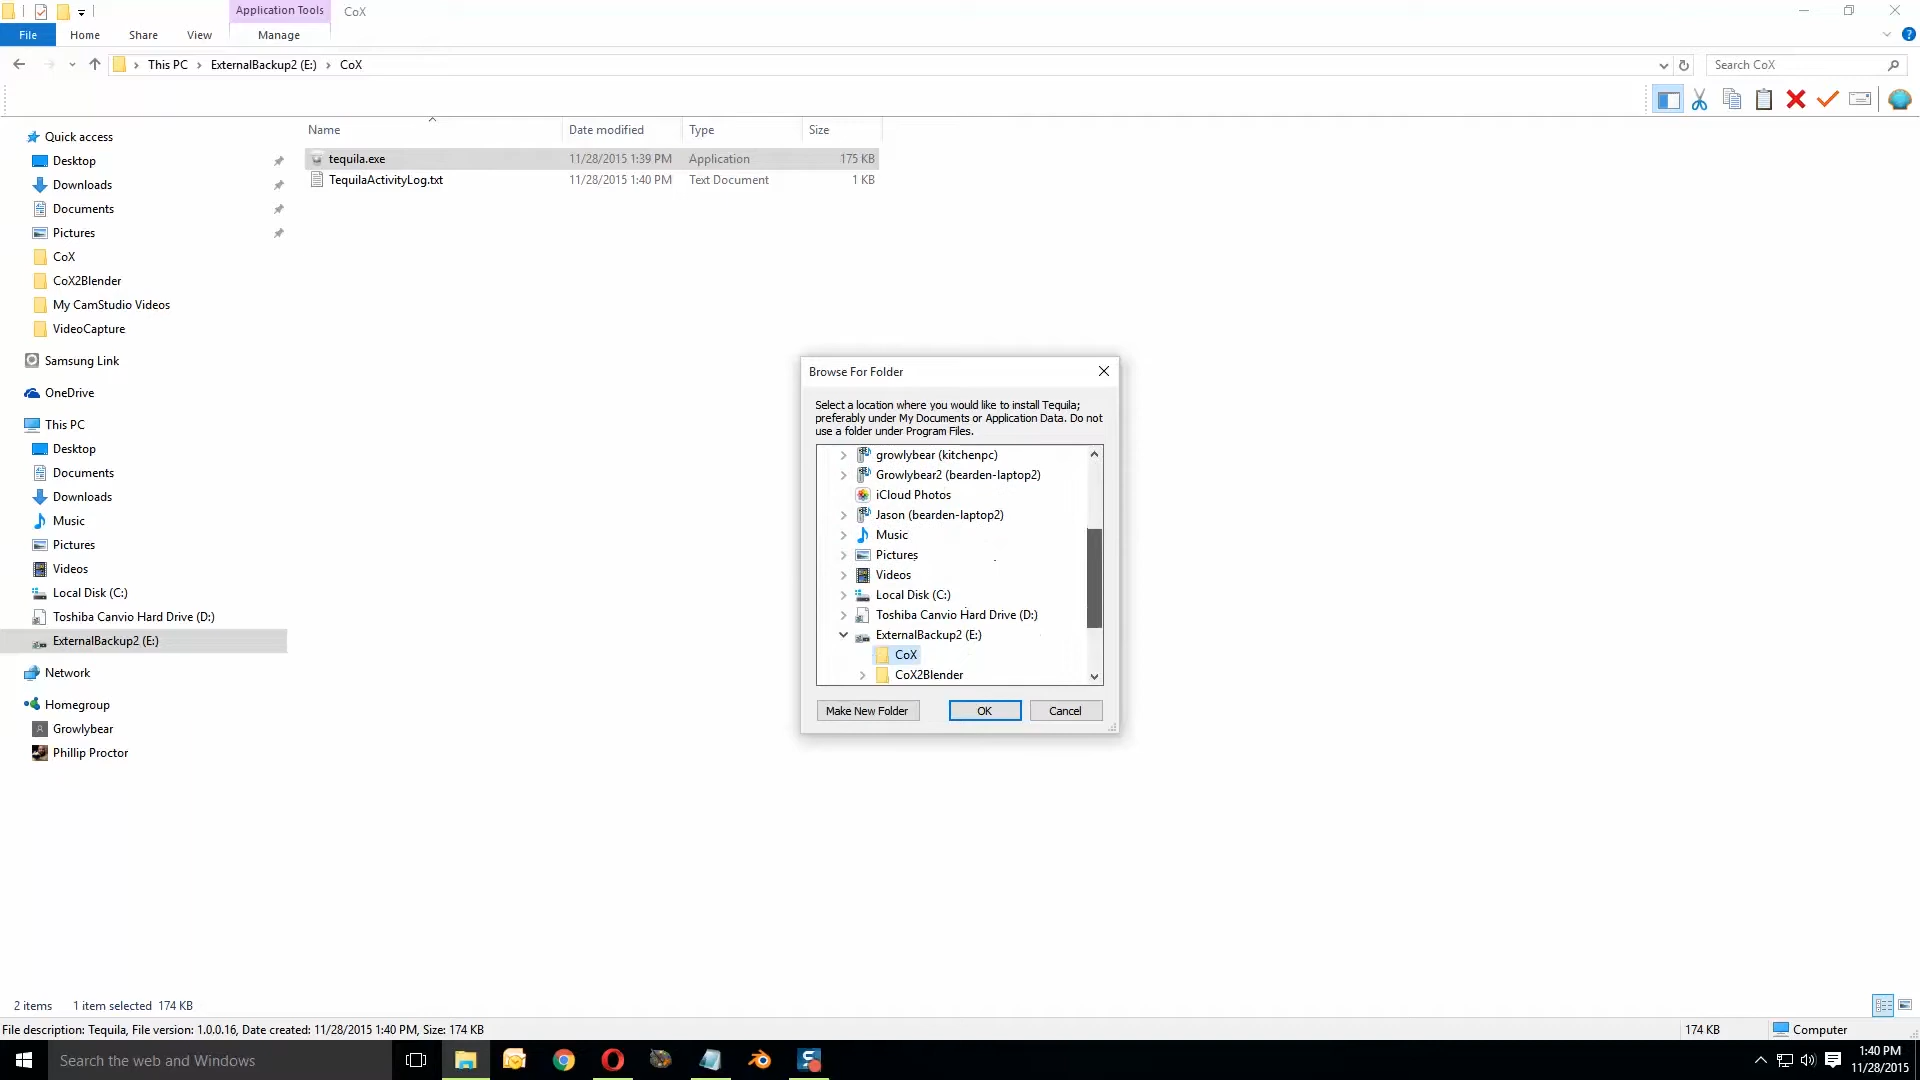 Application Tools
CoX
File
Home
Share
View
Manage
This PC
ExternalBackup2 (E:)
CoX
Search CoX
Name
Date modified
Type
Size
tequila.exe
11/28/2015 1:39 PM
Application
175 KB
TequilaActivityLog.txt
11/28/2015 1:40 PM
Text Document
1 KB
Quick access
Desktop
Downloads
Documents
Pictures
CoX
CoX2Blender
My CamStudio Videos
VideoCapture
Samsung Link
OneDrive
This PC
Desktop
Documents
Downloads
Music
Pictures
Videos
Local Disk (C:)
Toshiba Canvio Hard Drive (D:)
ExternalBackup2 (E:)
Network
Homegroup
Growlybear
Phillip Proctor
Browse For Folder
Select a location where you would like to install Tequila;
preferably under My Documents or Application Data. Do not
use a folder under Program Files.
growlybear (kitchenpc)
Growlybear2 (bearden-laptop2)
iCloud Photos
Jason (bearden-laptop2)
Music
Pictures
Videos
Local Disk (C:)
Toshiba Canvio Hard Drive (D:)
ExternalBackup2 (E:)
CoX
CoX2Blender
Make New Folder
OK
Cancel
2 items
1 item selected 174 KB
File description: Tequila, File version: 1.0.0.16, Date created: 11/28/2015 1:40 PM, Size: 174 KB
174 KB
Computer
Search the web and Windows
1:40 PM
11/28/2015